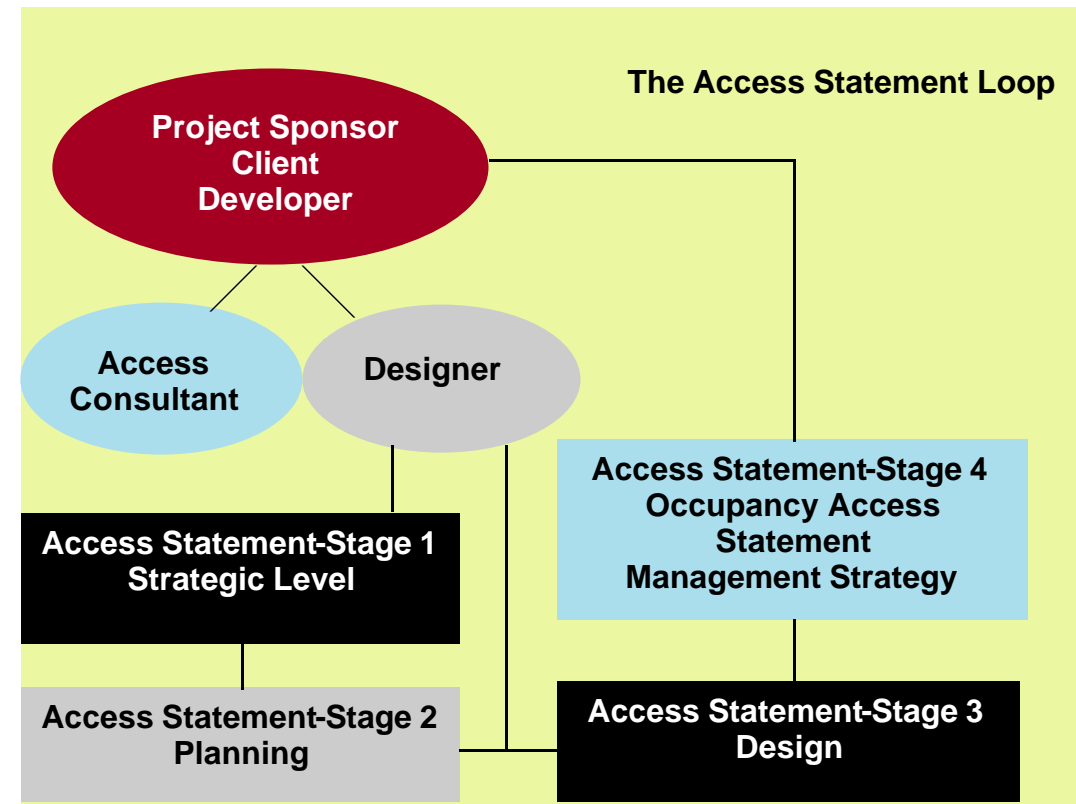 The Access Statement Loop
Project Sponsor
Client
Developer
Access
Consultant
Designer
Access Statement-Stage 1
Strategic Level
Access Statement-Stage 4
Occupancy Access
Statement
Management Strategy
Access Statement-Stage 2
Planning
Access Statement-Stage 3
Design